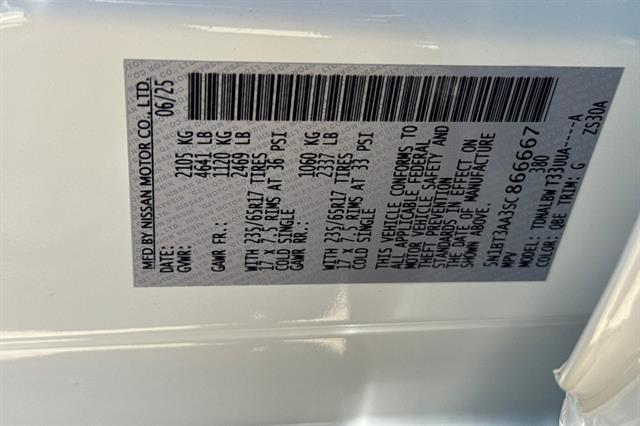 MFD BY NISSAN MOTOR CO., LTD.
DATE: 06/25
GVWR: 2105 KG
4641 LB
GAWR FR.: 1120 KG
2469 LB
WITH 235/65R17 TIRES
17 X 7.5 RIMS AT 36 PSI
COLD SINGLE
GAWR RR.: 1060 KG
2337 LB
WITH 235/65R17 TIRES
17 X 7.5 RIMS AT 33 PSI
COLD SINGLE
THIS VEHICLE CONFORMS TO
ALL APPLICABLE FEDERAL
MOTOR VEHICLE SAFETY AND
THEFT PREVENTION
STANDARDS IN EFFECT ON
THE DATE OF MANUFACTURE
SHOWN ABOVE.
5N1BT3AA3SC866667
MPV 380
MODEL: TPNALBW T33UUA----A
COLOR: QBE TRIM: G ZS30A